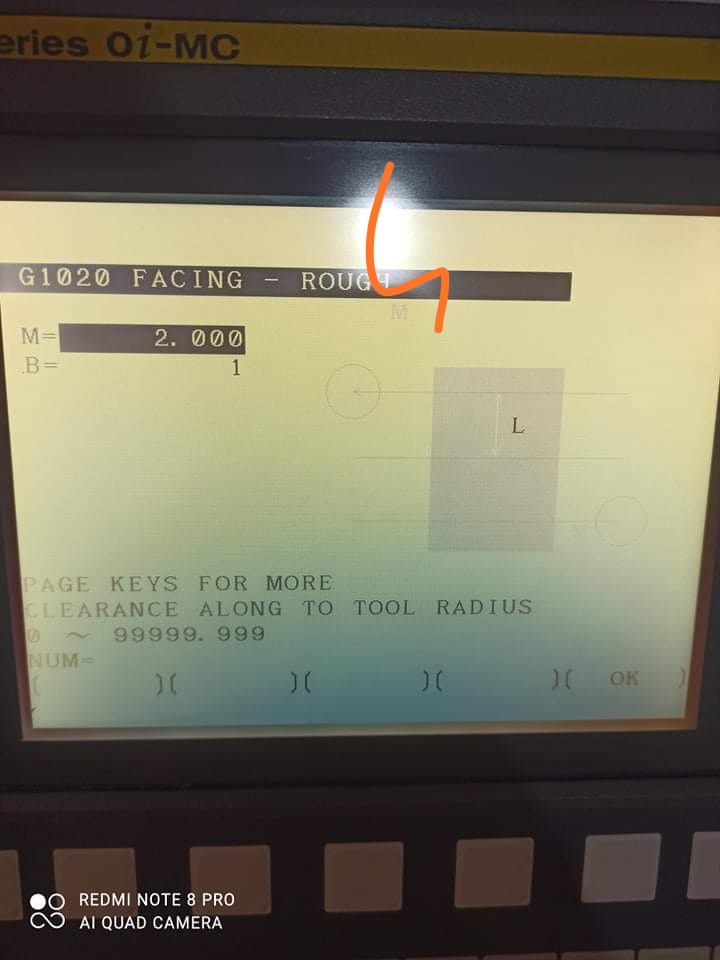 eries 0i-MC
G1020 FACING - ROUGH
M
M= 2.000
.B= 1
L
PAGE KEYS FOR MORE
CLEARANCE ALONG TO TOOL RADIUS
0 ~ 99999.999
NUM=
( )( )( )( )( OK )
REDMI NOTE 8 PRO
AI QUAD CAMERA